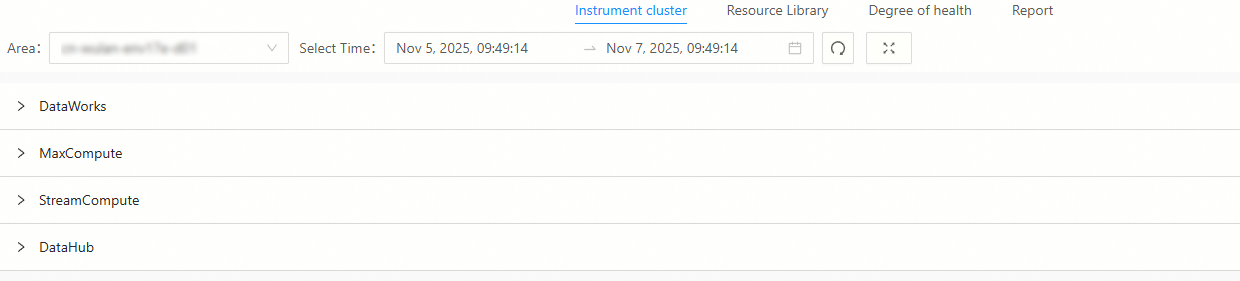 Instrument cluster Resource Library Degree of health Report
Area: Select Time: Nov 5, 2025, 09:49:14 → Nov 7, 2025, 09:49:14
DataWorks
MaxCompute
StreamCompute
DataHub